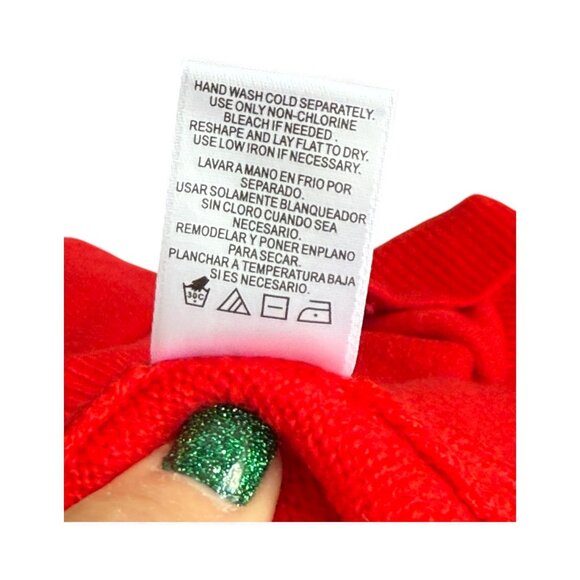 HAND WASH COLD SEPARATELY.
USE ONLY NON-CHLORINE
BLEACH IF NEEDED .
RESHAPE AND LAY FLAT TO DRY.
USE LOW IRON IF NECESSARY.
LAVAR A MANO EN FRIO POR
SEPARADO.
USAR SOLAMENTE BLANQUEADOR
SIN CLORO CUANDO SEA
NECESARIO.
REMODELAR Y PONER ENPLANO
PARA SECAR.
PLANCHAR A TEMPERATURA BAJA
SI ES NECESARIO.
30C